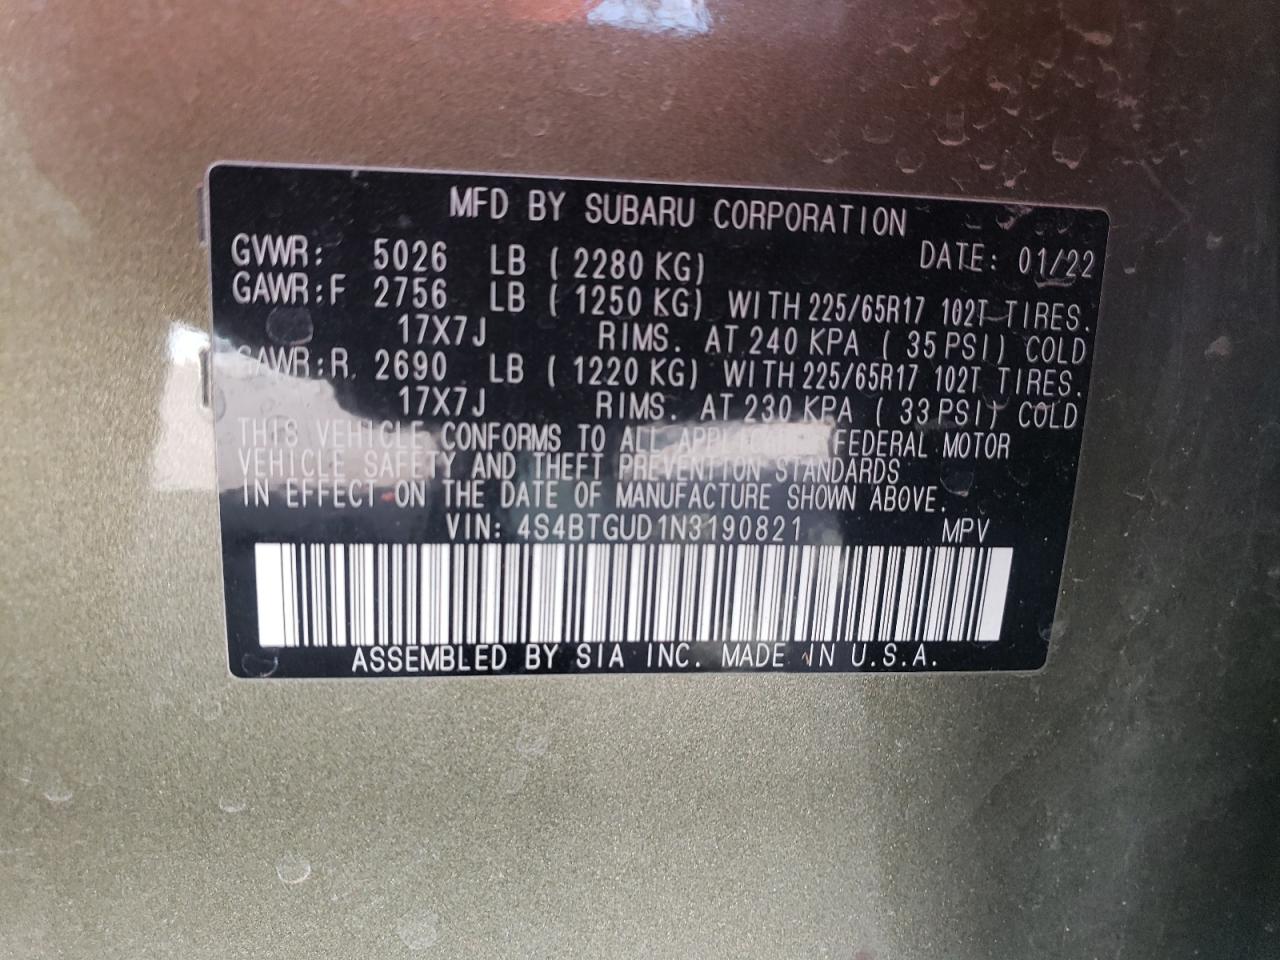 MFD BY SUBARU CORPORATION
GVWR: 5026 LB ( 2280 KG) DATE: 01/22
GAWR:F 2756 LB ( 1250 KG) WITH 225/65R17 102T TIRES.
17X7J RIMS. AT 240 KPA ( 35 PSI) COLD
GAWR:R. 2690 LB ( 1220 KG) WITH 225/65R17 102T TIRES.
17X7J RIMS. AT 230 KPA ( 33 PSI) COLD
THIS VEHICLE CONFORMS TO ALL APPLICABLE FEDERAL MOTOR
VEHICLE SAFETY AND THEFT PREVENTION STANDARDS
IN EFFECT ON THE DATE OF MANUFACTURE SHOWN ABOVE.
VIN: 4S4BTGUD1N3190821 MPV
ASSEMBLED BY SIA INC. MADE IN U.S.A.